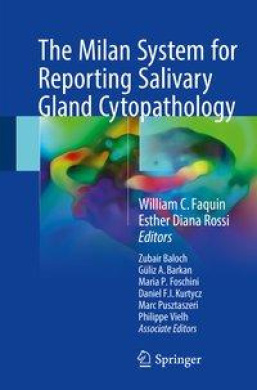 The Milan System for
Reporting Salivary
Gland Cytopathology
William C. Faquin
Esther Diana Rossi
Editors
Zubair Baloch
Güliz A. Barkan
Maria P. Foschini
Daniel F.I. Kurtycz
Marc Pusztaszeri
Philippe Vielh
Associate Editors
Springer